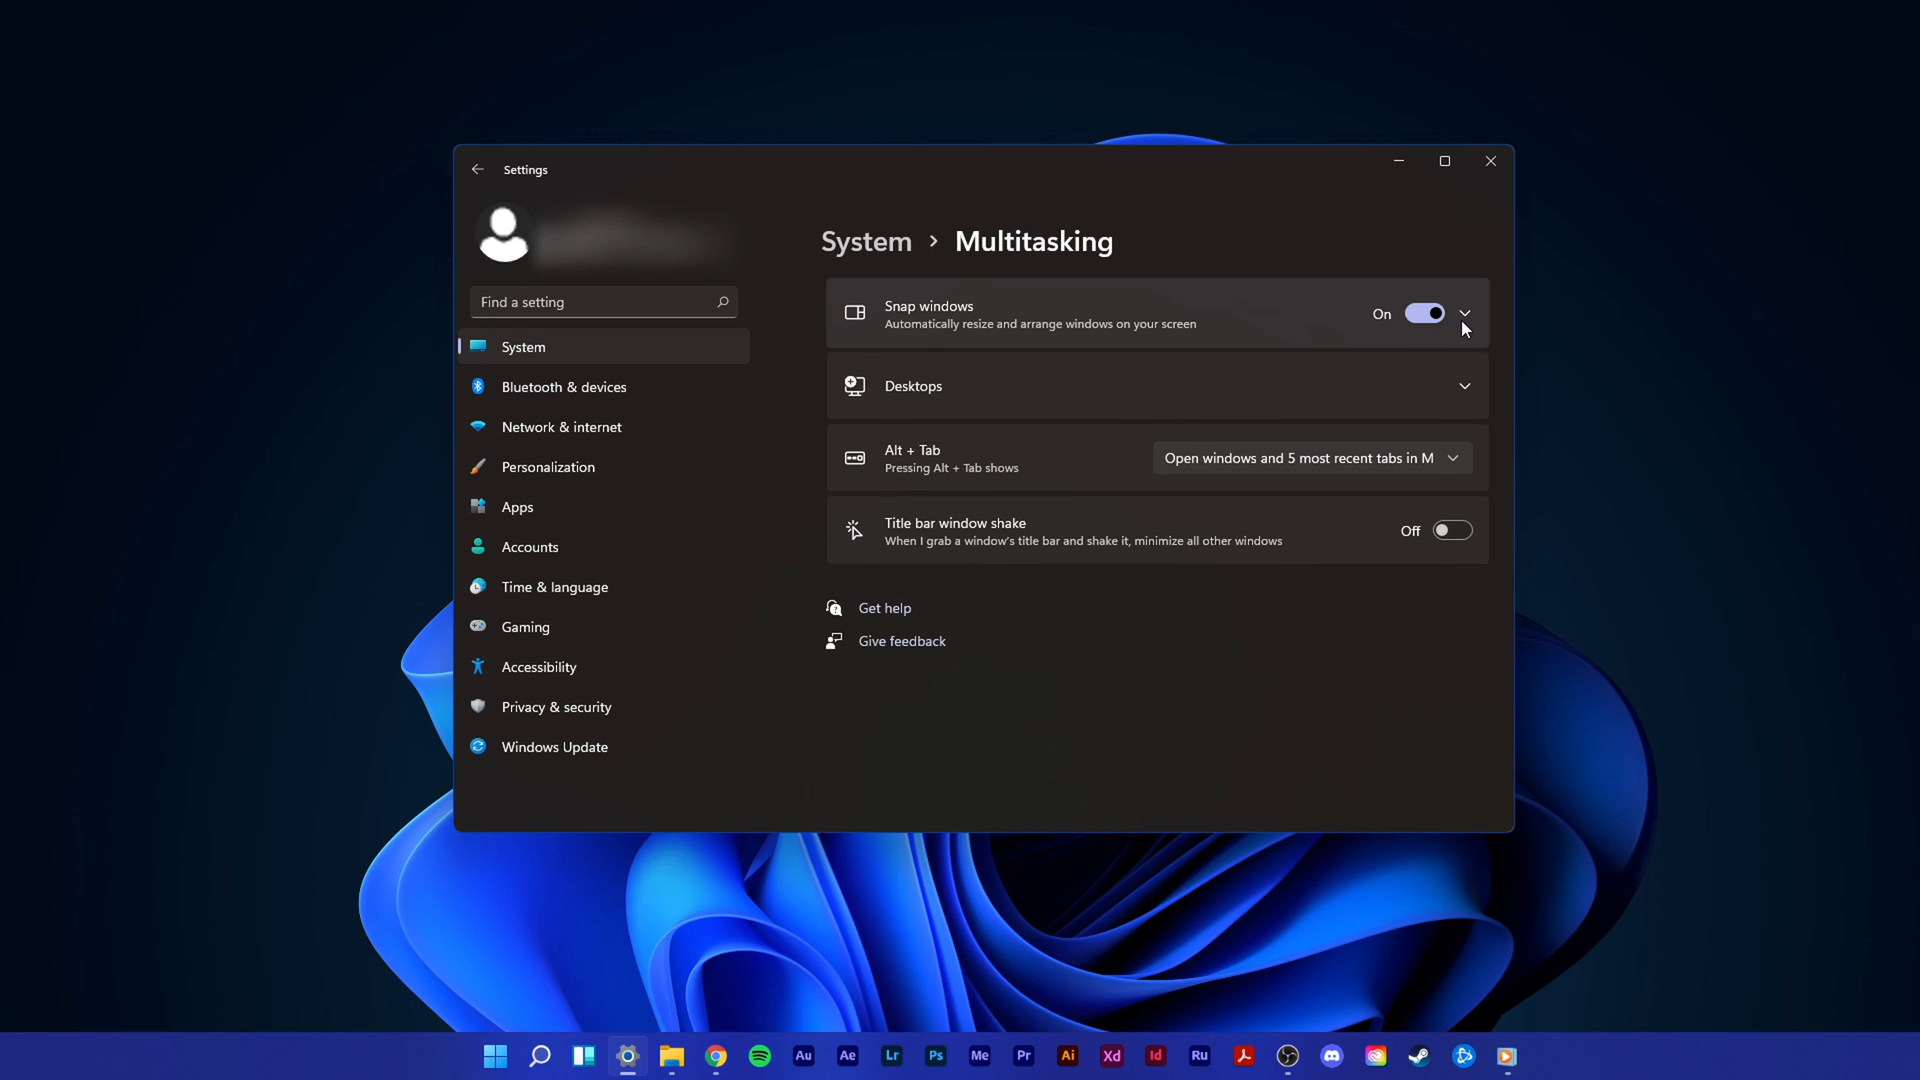 Settings
Find a setting
System
Bluetooth & devices
Network & internet
Personalization
Apps
Accounts
Time & language
Gaming
Accessibility
Privacy & security
Windows Update
System > Multitasking
Snap windows
Automatically resize and arrange windows on your screen
On
Desktops
Alt + Tab
Pressing Alt + Tab shows
Open windows and 5 most recent tabs in M
Title bar window shake
When I grab a window's title bar and shake it, minimize all other windows
Off
Get help
Give feedback
Au Ae Lr Ps Me Pr Ai Xd Id Ru